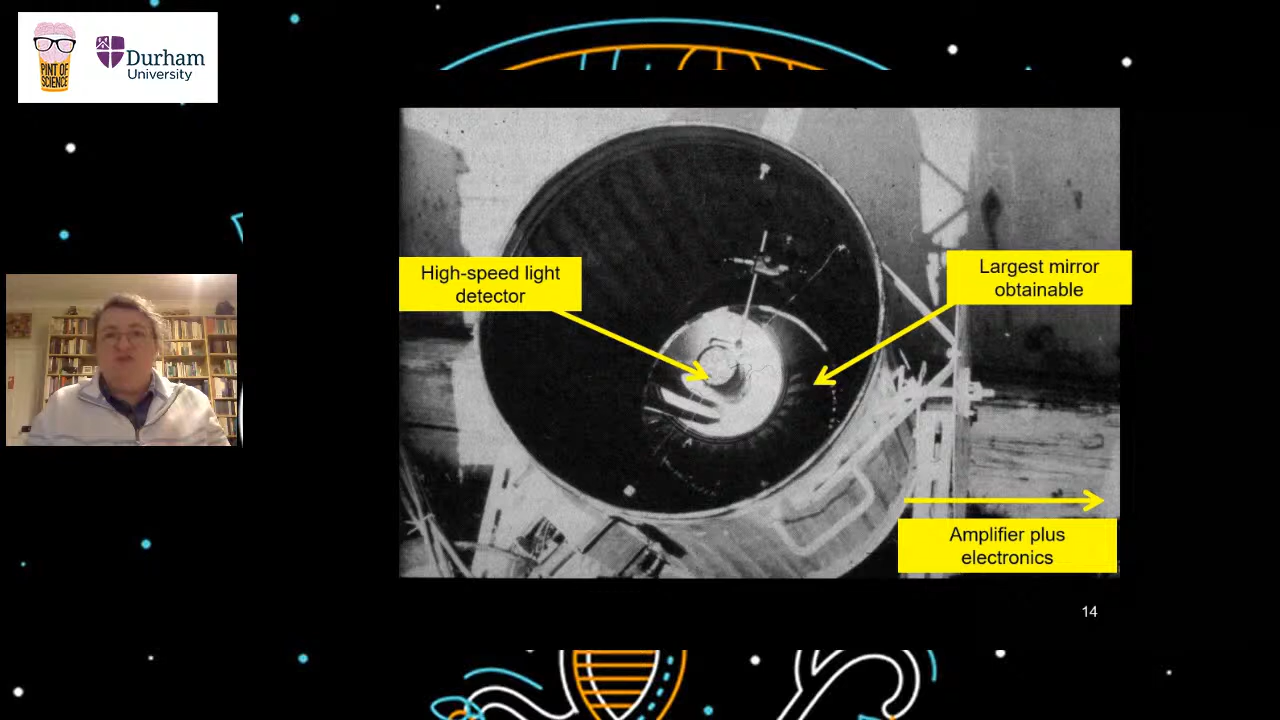 PINT OF
SCIENCE
Durham
University
High-speed light
detector
Largest mirror
obtainable
Amplifier plus
electronics
14